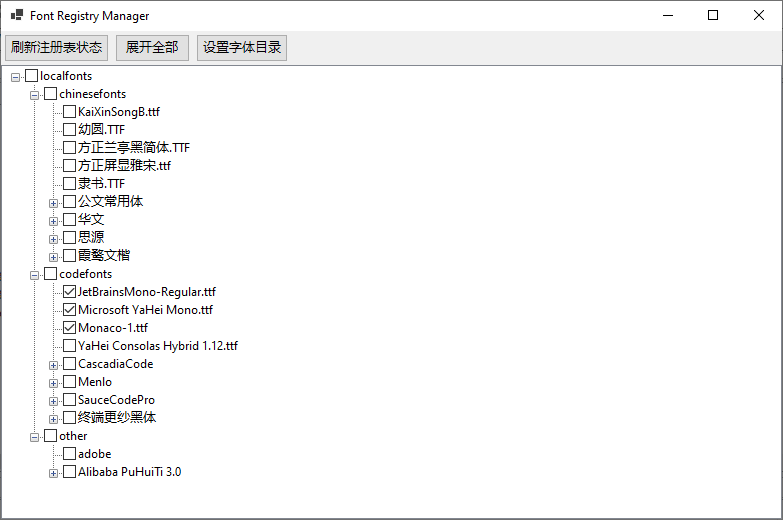 Font Registry Manager
刷新注册表状态 展开全部 设置字体目录
localfonts
chinesefonts
KaiXinSongB.ttf
幼圆.TTF
方正兰亭黑简体.TTF
方正屏显雅宋.ttf
隶书.TTF
公文常用体
华文
思源
霞鹜文楷
codefonts
JetBrainsMono-Regular.ttf
Microsoft YaHei Mono.ttf
Monaco-1.ttf
YaHei Consolas Hybrid 1.12.ttf
CascadiaCode
Menlo
SauceCodePro
终端更纱黑体
other
adobe
Alibaba PuHuiTi 3.0